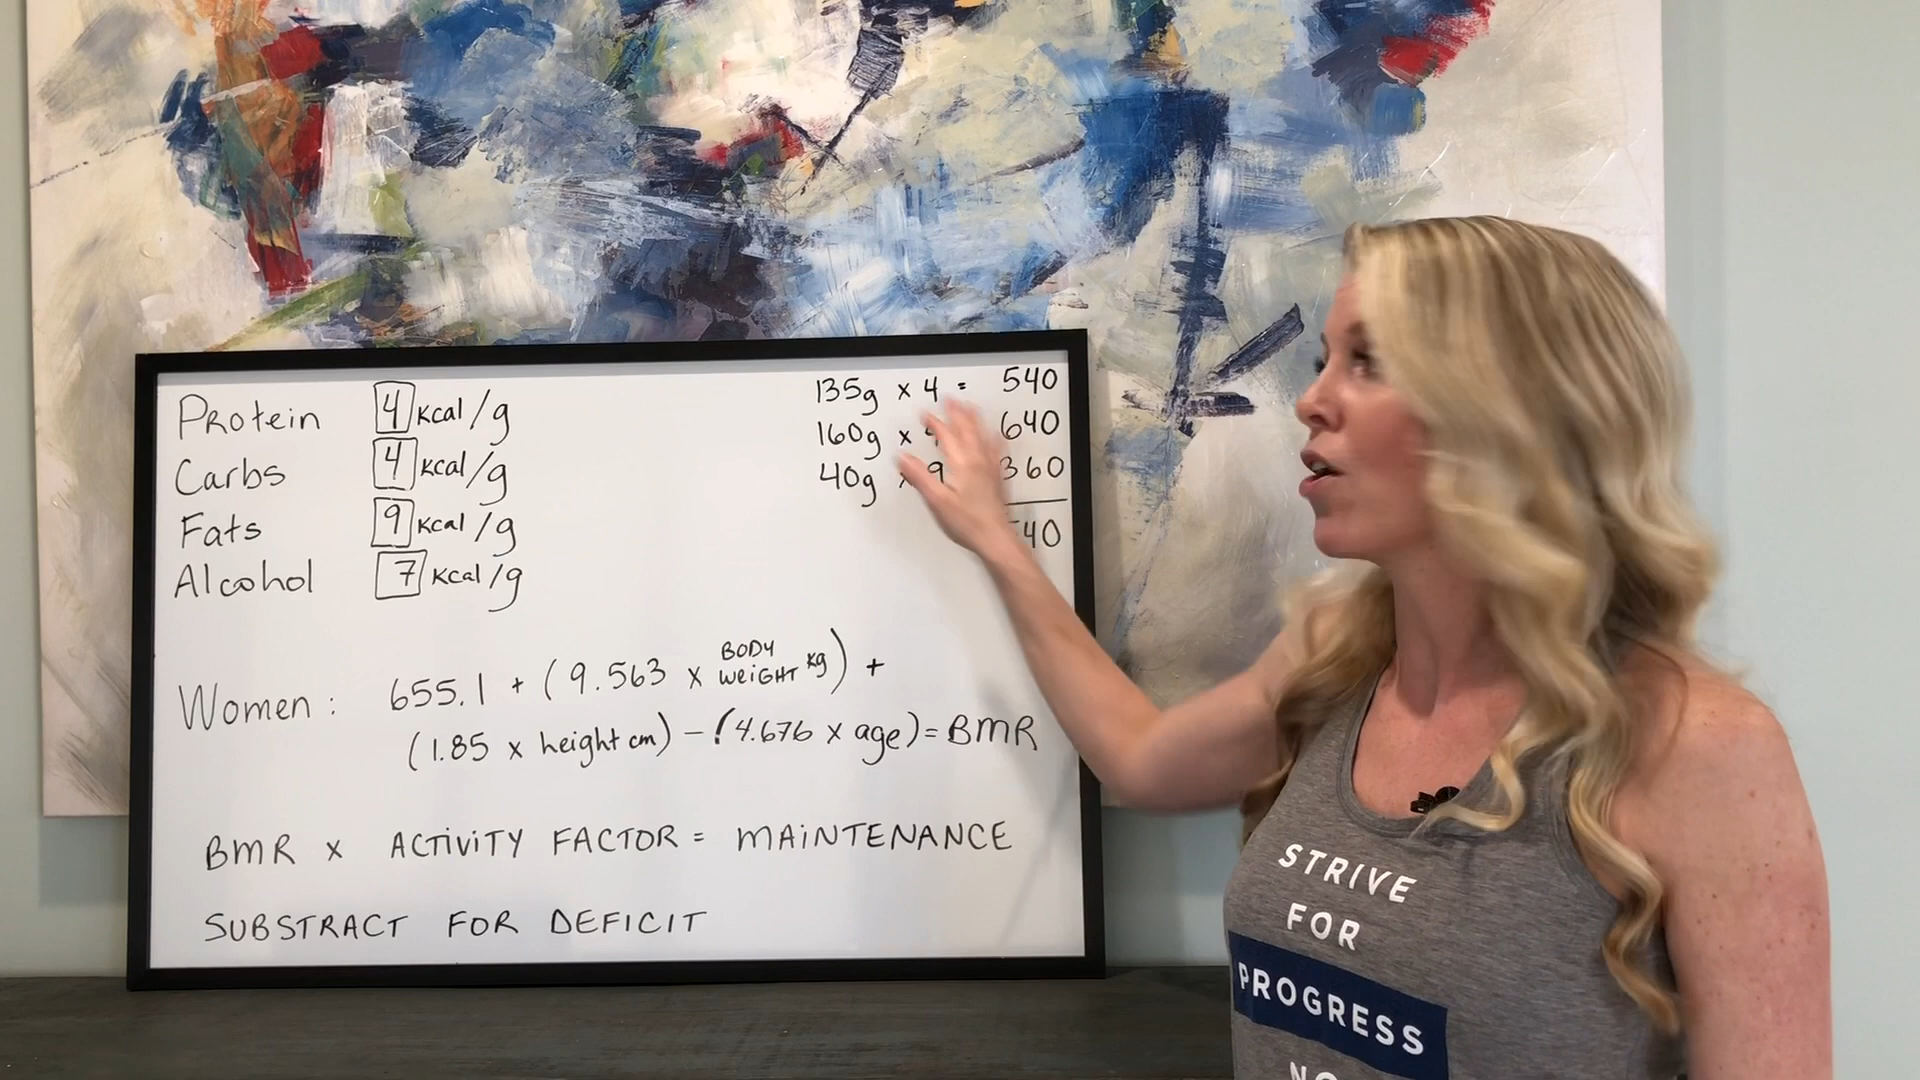 Protein 4 Kcal/g
Carbs 4 Kcal/g
Fats 9 Kcal/g
Alcohol 7 Kcal/g
135g x 4 = 540
160g x 640
40g 9 360
40
Women: 655.1 + (9.563 x BODY WEIGHT kg) +
(1.85 x height cm) - (4.676 x age) = BMR
BMR x ACTIVITY FACTOR = MAINTENANCE
SUBSTRACT FOR DEFICIT
STRIVE
FOR
PROGRESS